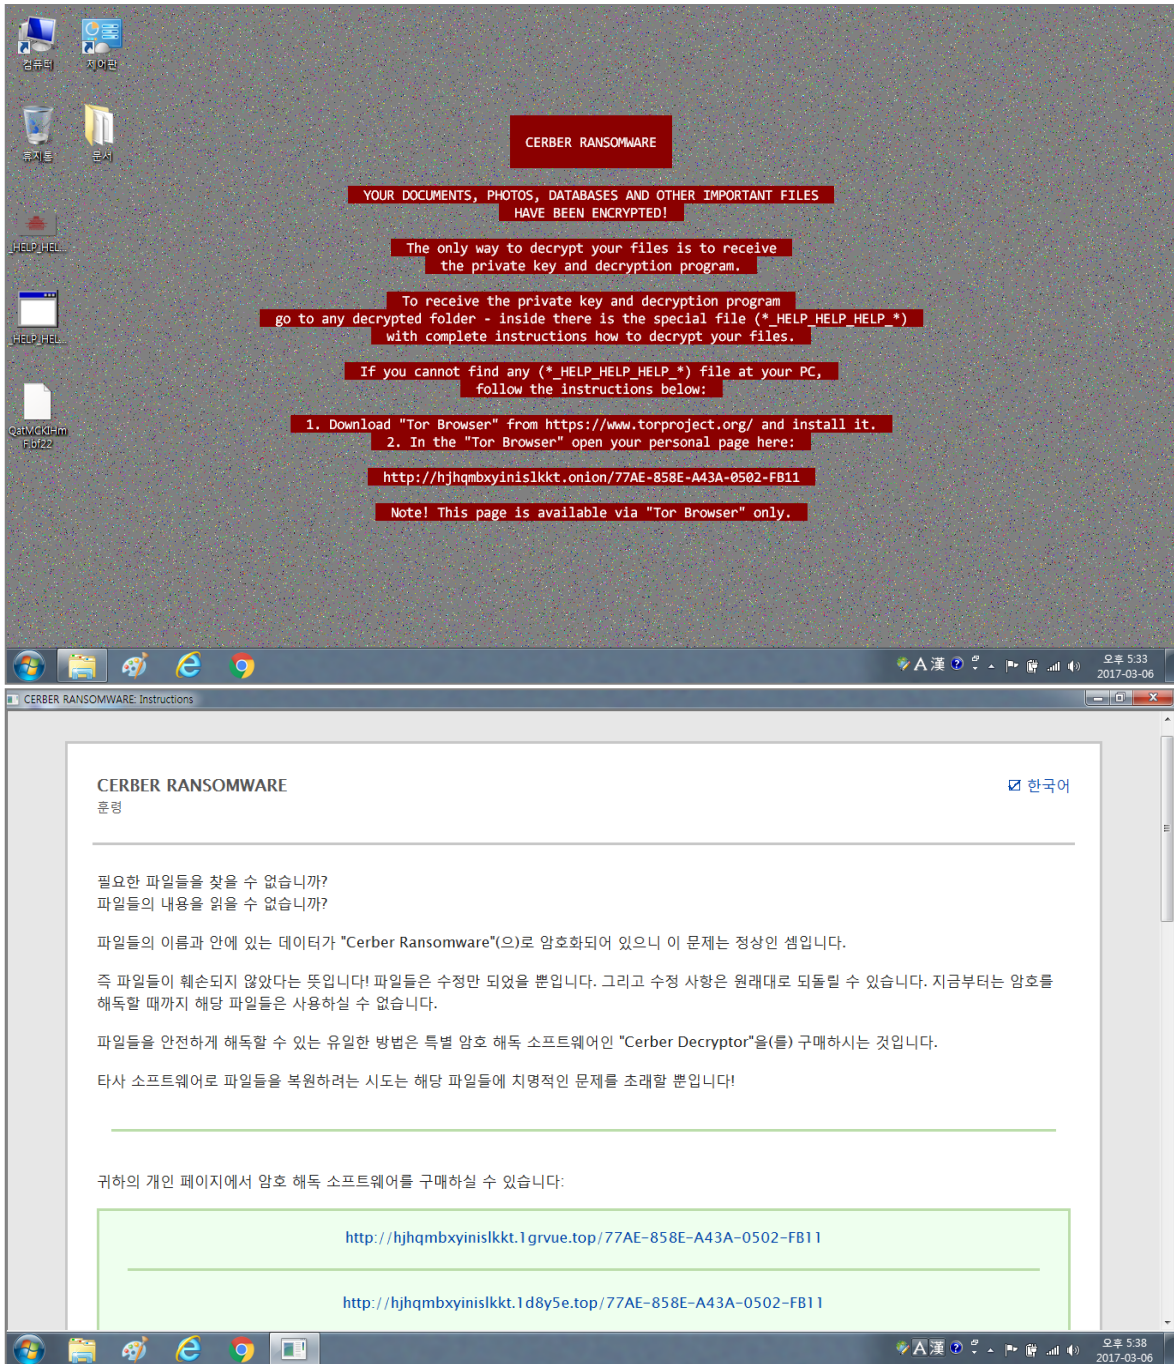 컴퓨터
제어판
휴지통
문서
_HELP_HEL...
_HELP_HEL...
QatMCKlHm
F.bf22
CERBER RANSOMWARE
YOUR DOCUMENTS, PHOTOS, DATABASES AND OTHER IMPORTANT FILES
HAVE BEEN ENCRYPTED!
The only way to decrypt your files is to receive
the private key and decryption program.
To receive the private key and decryption program
go to any decrypted folder - inside there is the special file (*_HELP_HELP_HELP_*)
with complete instructions how to decrypt your files.
If you cannot find any (*_HELP_HELP_HELP_*) file at your PC,
follow the instructions below:
1. Download "Tor Browser" from https://www.torproject.org/ and install it.
2. In the "Tor Browser" open your personal page here:
http://hjhqmbxyinislkkt.onion/77AE-858E-A43A-0502-FB11
Note! This page is available via "Tor Browser" only.
A 漢
오후 5:33
2017-03-06
CERBER RANSOMWARE: Instructions
CERBER RANSOMWARE
한국어
훈령
필요한 파일들을 찾을 수 없습니까?
파일들의 내용을 읽을 수 없습니까?
파일들의 이름과 안에 있는 데이터가 "Cerber Ransomware"(으)로 암호화되어 있으니 이 문제는 정상인 셈입니다.
즉 파일들이 훼손되지 않았다는 뜻입니다! 파일들은 수정만 되었을 뿐입니다. 그리고 수정 사항은 원래대로 되돌릴 수 있습니다. 지금부터는 암호를
해독할 때까지 해당 파일들은 사용하실 수 없습니다.
파일들을 안전하게 해독할 수 있는 유일한 방법은 특별 암호 해독 소프트웨어인 "Cerber Decryptor"을(를) 구매하시는 것입니다.
타사 소프트웨어로 파일들을 복원하려는 시도는 해당 파일들에 치명적인 문제를 초래할 뿐입니다!
귀하의 개인 페이지에서 암호 해독 소프트웨어를 구매하실 수 있습니다:
http://hjhqmbxyinislkkt.1grvue.top/77AE-858E-A43A-0502-FB11
http://hjhqmbxyinislkkt.1d8y5e.top/77AE-858E-A43A-0502-FB11
A 漢
오후 5:38
2017-03-06